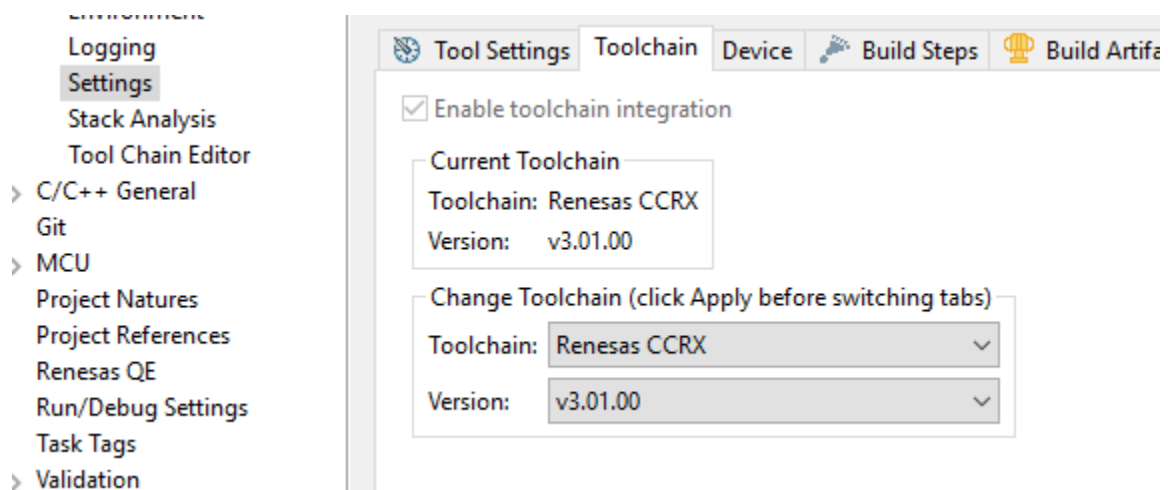 Logging
Settings
Stack Analysis
Tool Chain Editor
C/C++ General
Git
MCU
Project Natures
Project References
Renesas QE
Run/Debug Settings
Task Tags
Validation
Tool Settings Toolchain Device Build Steps Build Artifa
Enable toolchain integration
Current Toolchain
Toolchain: Renesas CCRX
Version: v3.01.00
Change Toolchain (click Apply before switching tabs)
Toolchain: Renesas CCRX
Version: v3.01.00